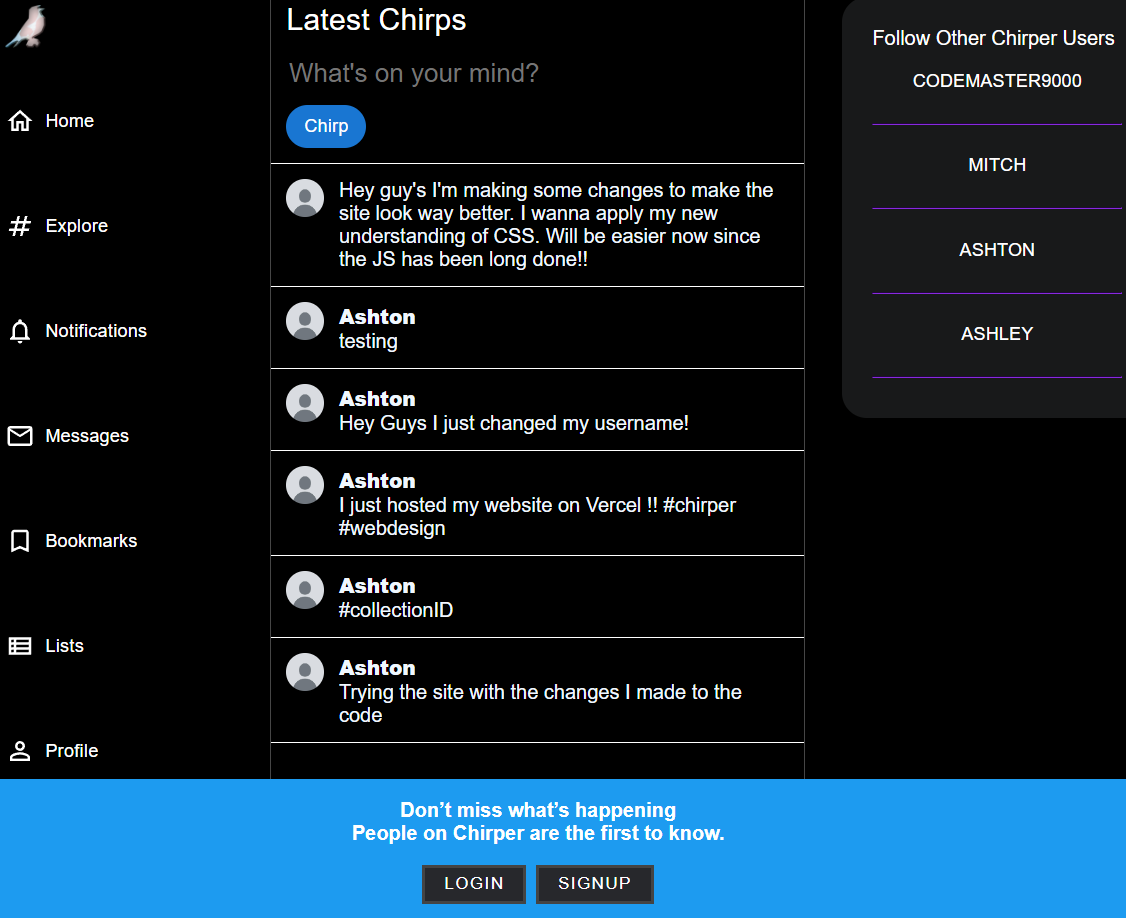 Home
Explore
Notifications
Messages
Bookmarks
Lists
Profile
Latest Chirps
What's on your mind?
Chirp
Hey guy's I'm making some changes to make the
site look way better. I wanna apply my new
understanding of CSS. Will be easier now since
the JS has been long done!!
Ashton
testing
Ashton
Hey Guys I just changed my username!
Ashton
I just hosted my website on Vercel !! #chirper
#webdesign
Ashton
#collectionID
Ashton
Trying the site with the changes I made to the
code
Follow Other Chirper Users
CODEMASTER9000
MITCH
ASHTON
ASHLEY
Don’t miss what’s happening
People on Chirper are the first to know.
LOGIN
SIGNUP